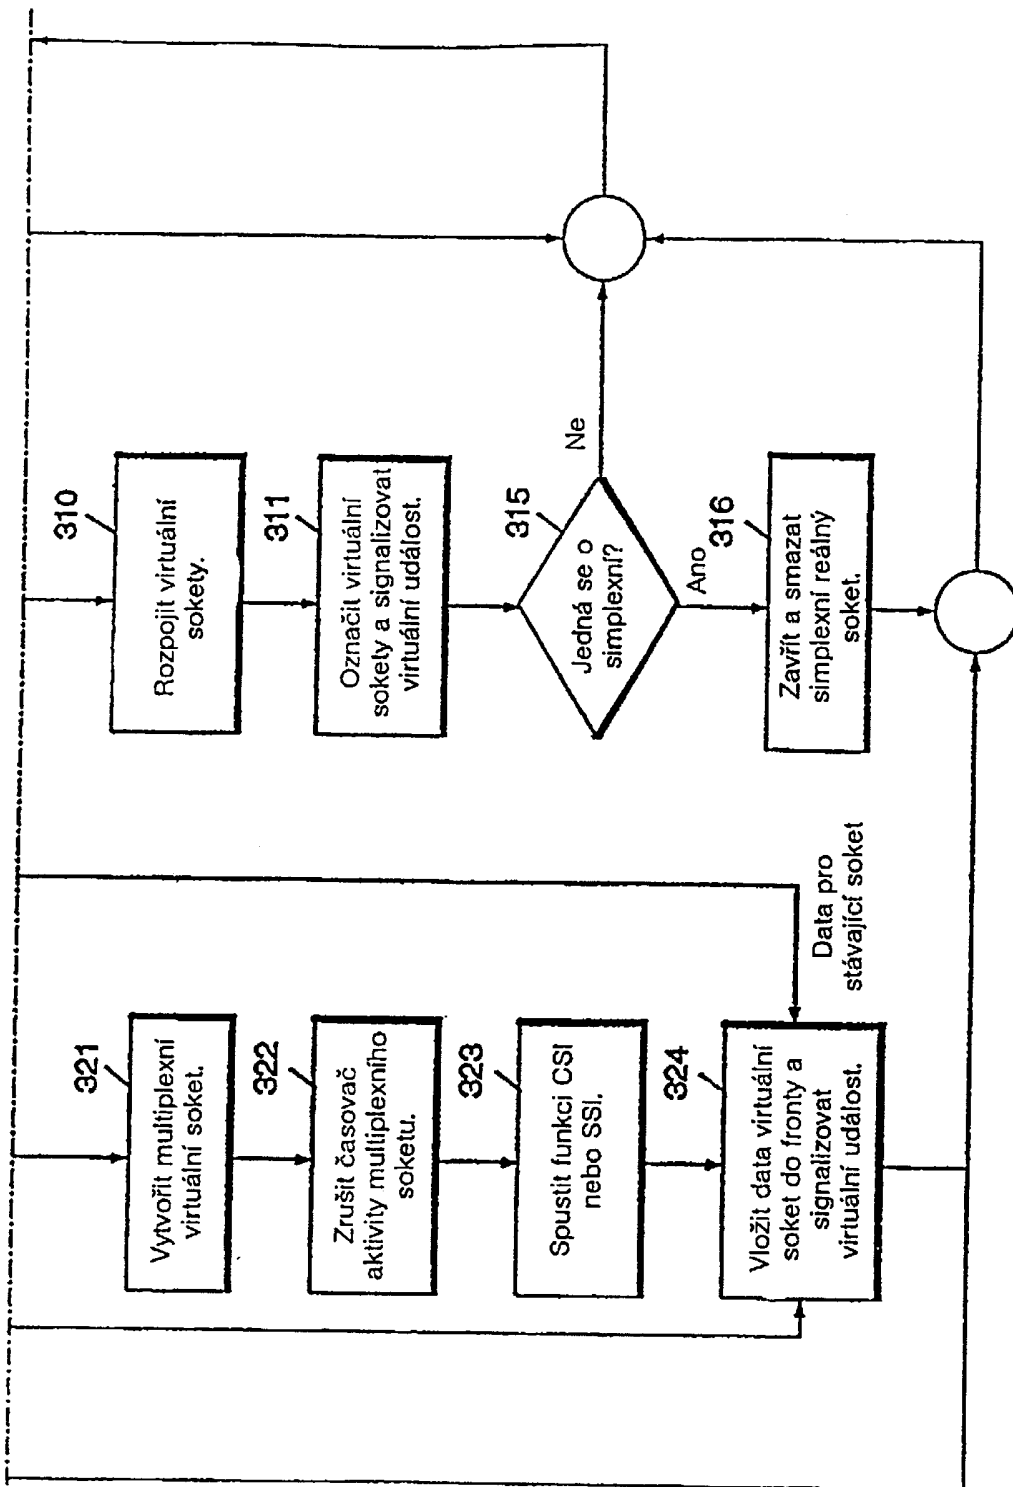 321
Vytvořit multiplexní
virtuální soket.
322
Zrušit časovač
aktivity multiplexního
soketu.
323
Spustit funkci CSI
nebo SSI.
324
Vložit data virtuální
soket do fronty a
signalizovat
virtuální událost.
Data pro
stávající soket
310
Rozpojit virtuální
sokety.
311
Označit virtuální
sokety a signalizovat
virtuální událost.
315
Jedná se o
simplexní?
Ne
Ano
316
Zavřít a smazat
simplexní reálný
soket.